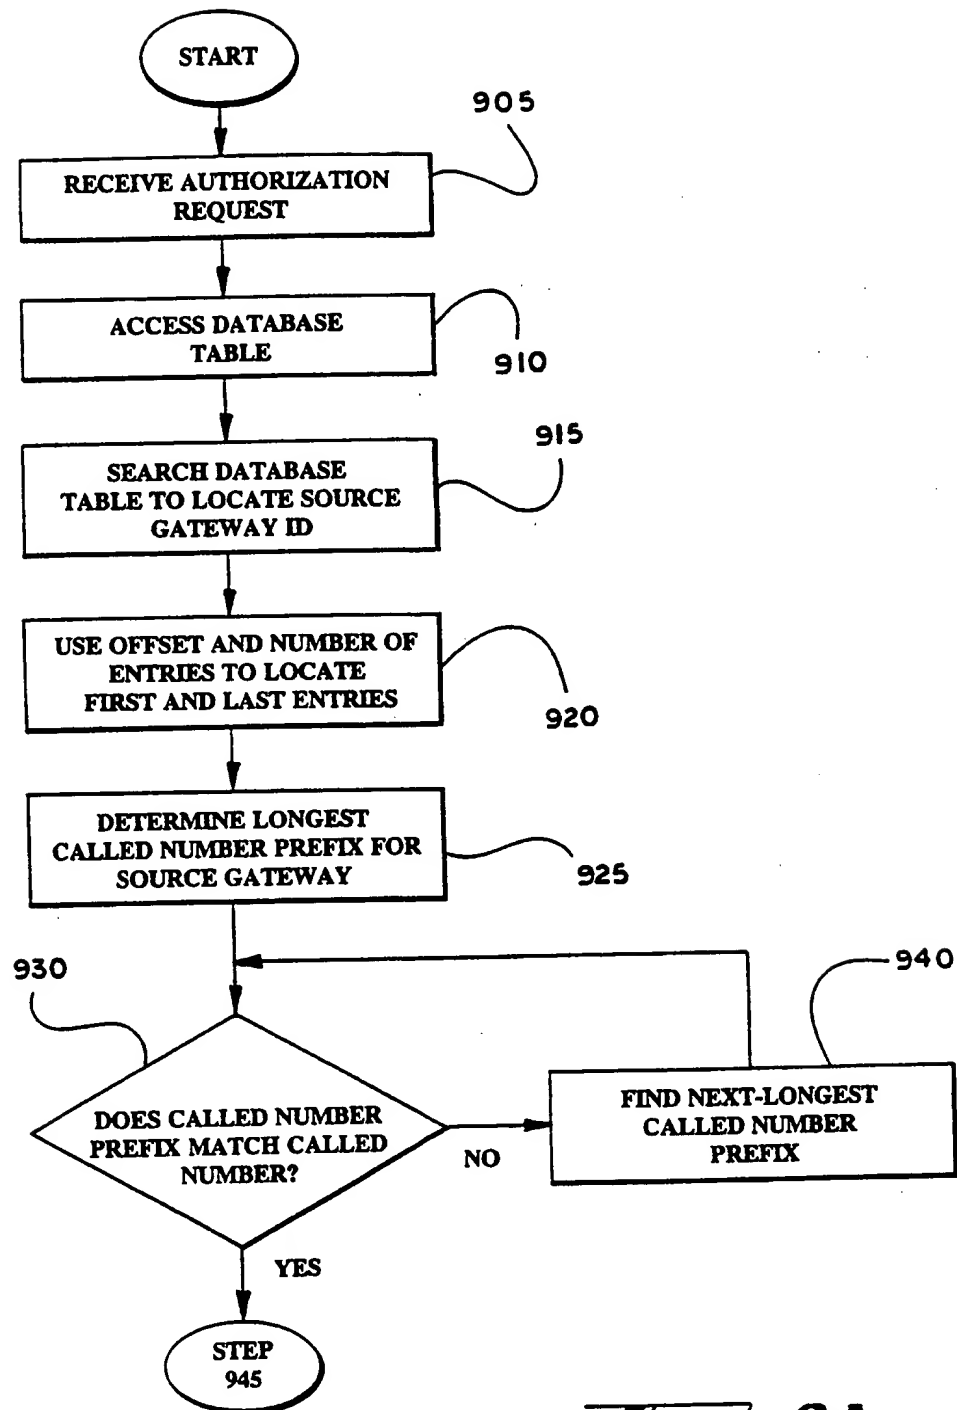 START
905
RECEIVE AUTHORIZATION
REQUEST
ACCESS DATABASE
TABLE
910
915
SEARCH DATABASE
TABLE TO LOCATE SOURCE
GATEWAY ID
USE OFFSET AND NUMBER OF
ENTRIES TO LOCATE
FIRST AND LAST ENTRIES
920
DETERMINE LONGEST
CALLED NUMBER PREFIX FOR
SOURCE GATEWAY
925
930
940
DOES CALLED NUMBER
PREFIX MATCH CALLED
NUMBER?
NO
FIND NEXT-LONGEST
CALLED NUMBER
PREFIX
YES
STEP
945